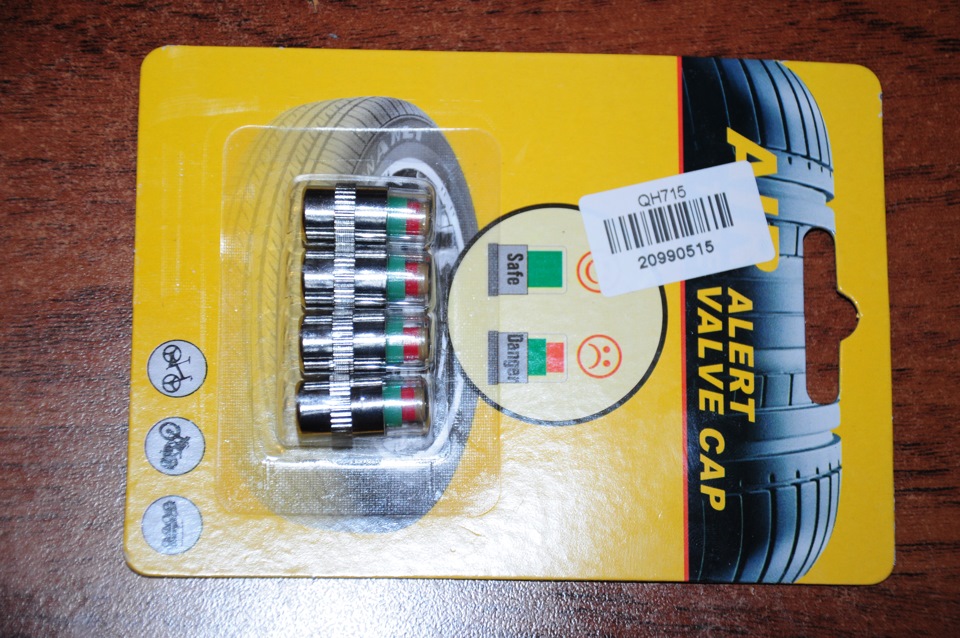 ALERT
VALVE CAP
QH715
20990515
Safe
Danger